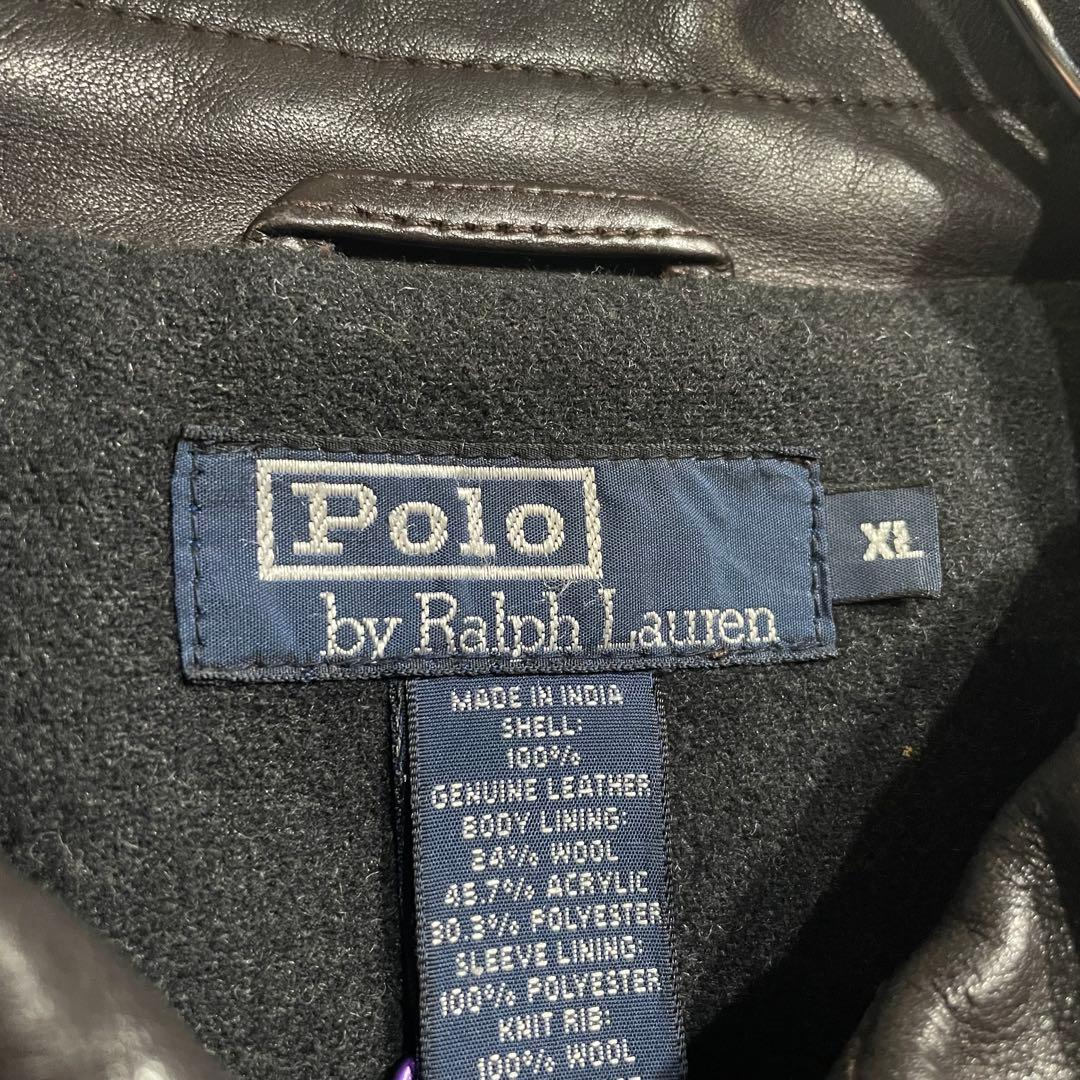 Polo
by Ralph Lauren
XL
MADE IN INDIA
SHELL:
100%
GENUINE LEATHER
BODY LINING:
24% WOOL
45.7% ACRYLIC
30.3% POLYESTER
SLEEVE LINING:
100% POLYESTER
KNIT RIB:
100% WOOL